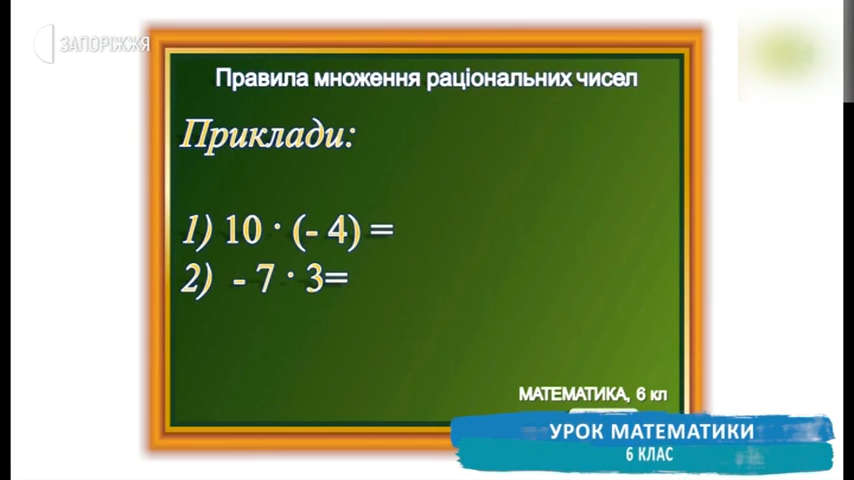 ЗАПОРІЖЖЯ
Правила множення раціональних чисел
Приклади:
1) 10 · (- 4) =
2) - 7 · 3=
МАТЕМАТИКА, 6 кл
УРОК МАТЕМАТИКИ
6 КЛАС